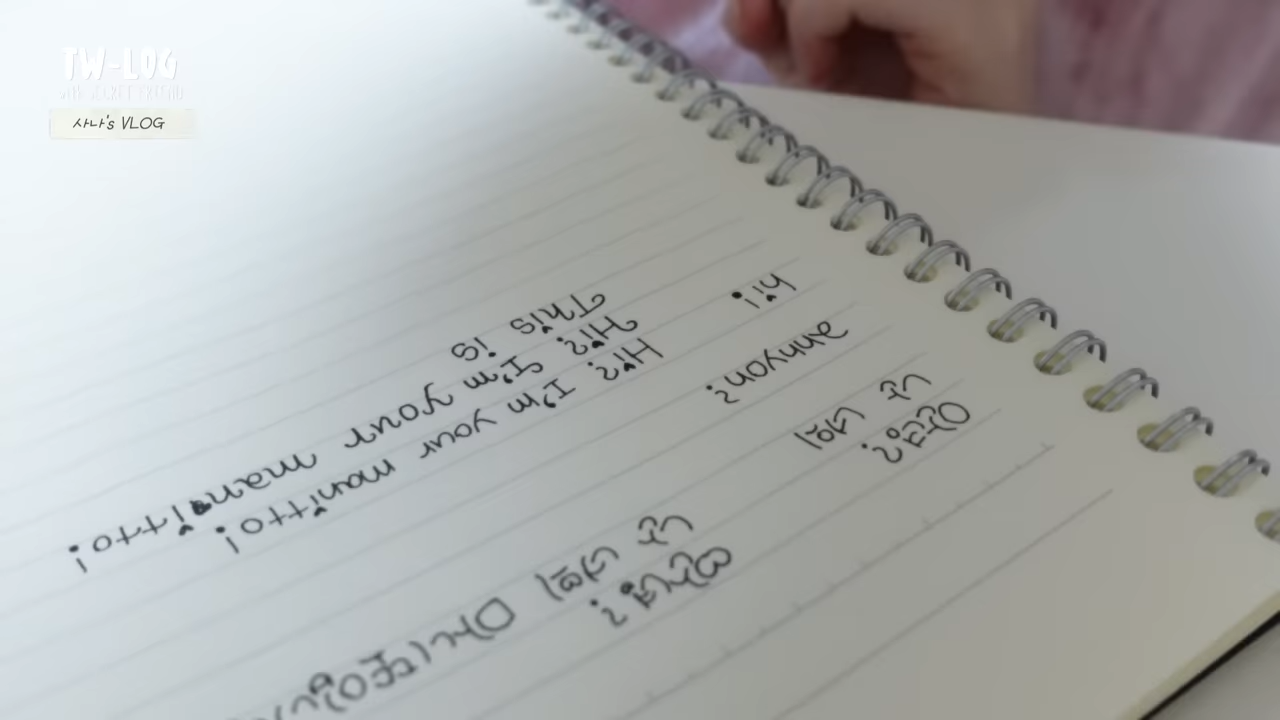 TW-LOG
사나's VLOG
안녕? 안녕?
난 너의 난 너의 마니또야
annyon?
hi! Hi? I'm your manitto!
Hi? I'm your manitto!
This is